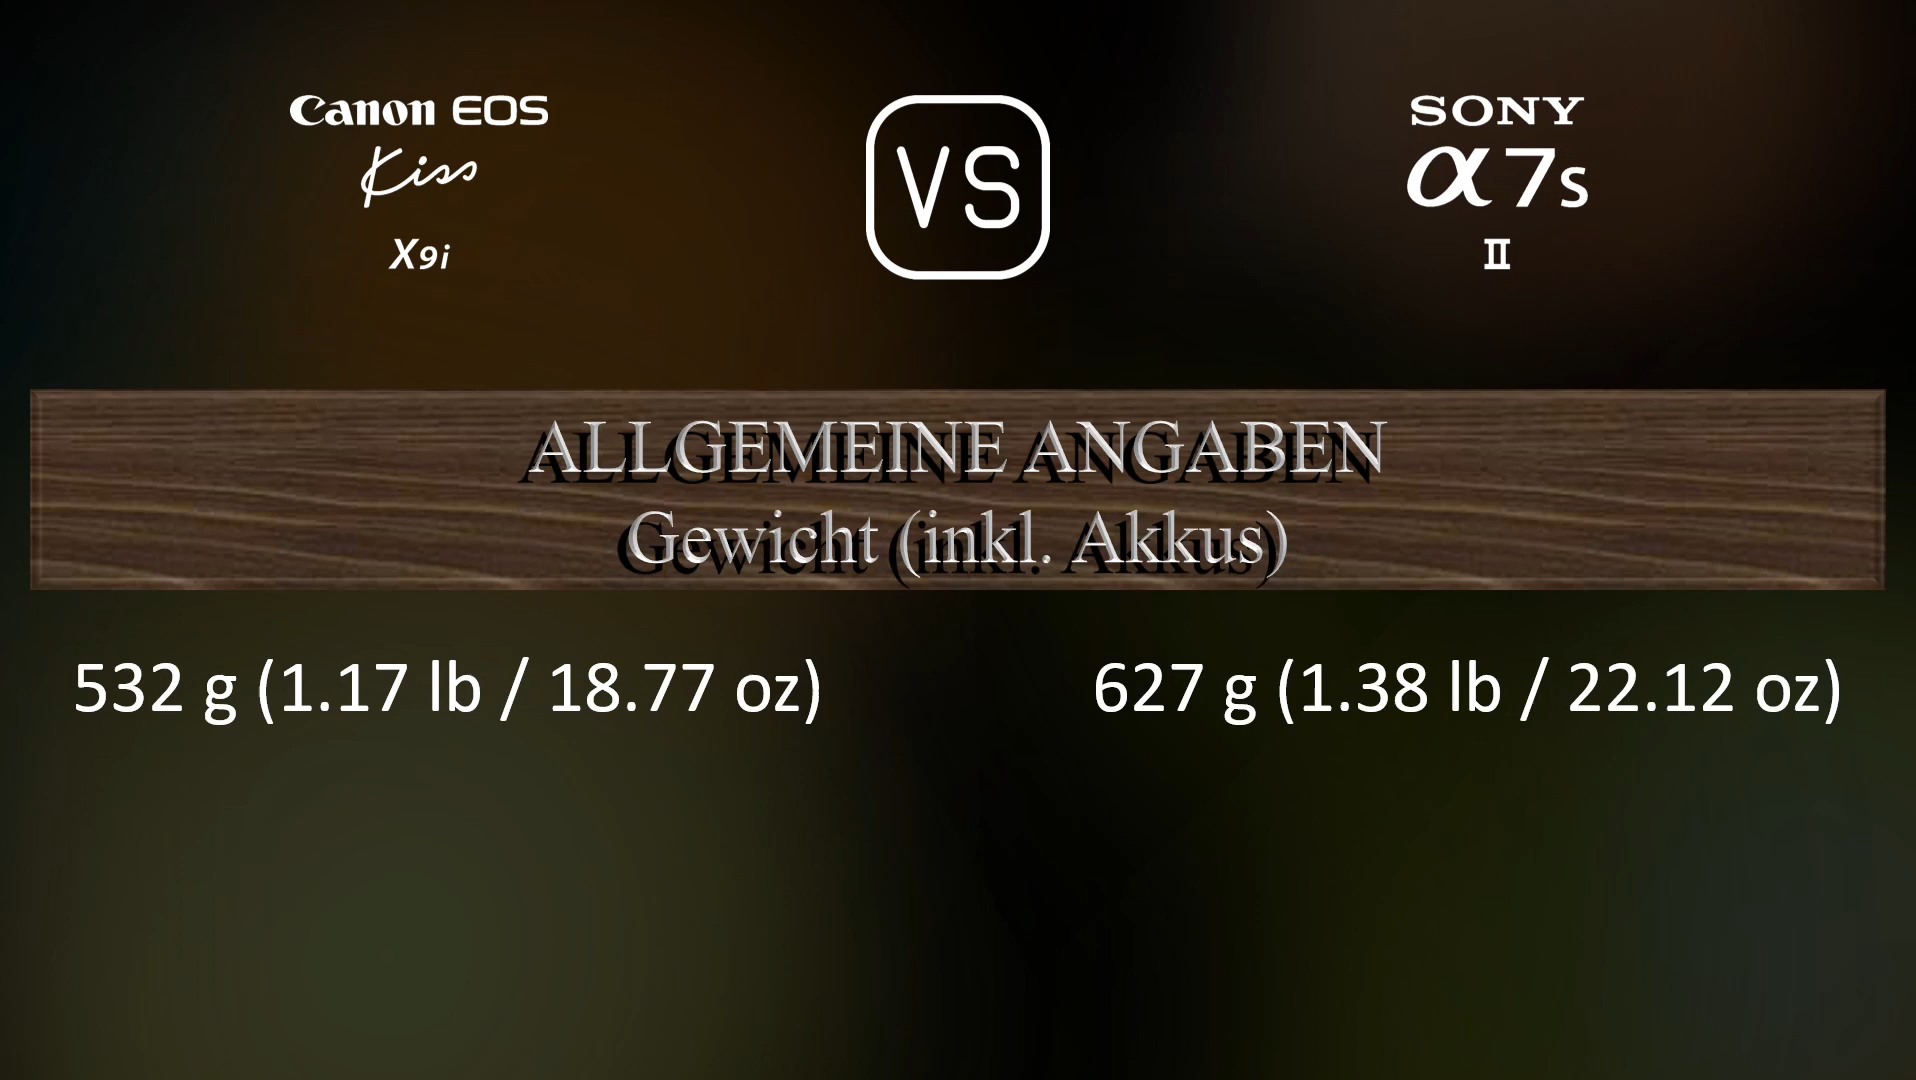 Canon EOS
Kiss
X9i
VS
SONY
α7s
II
ALLGEMEINE ANGABEN
Gewicht (inkl. Akkus)
532 g (1.17 lb / 18.77 oz)
627 g (1.38 lb / 22.12 oz)